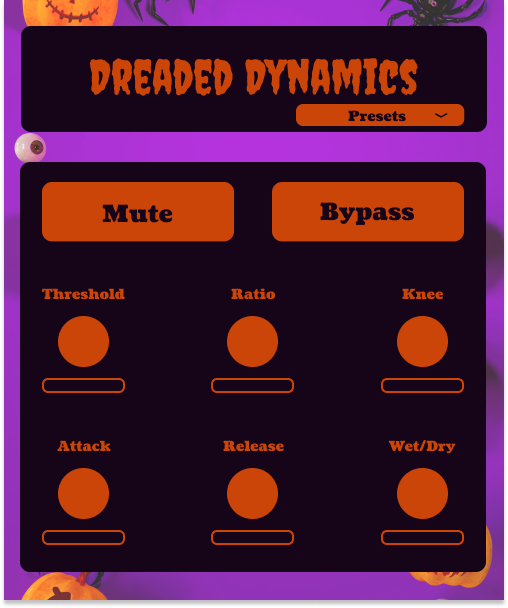 DREADED DYNAMICS
Presets
Mute
Bypass
Threshold
Ratio
Knee
Attack
Release
Wet/Dry